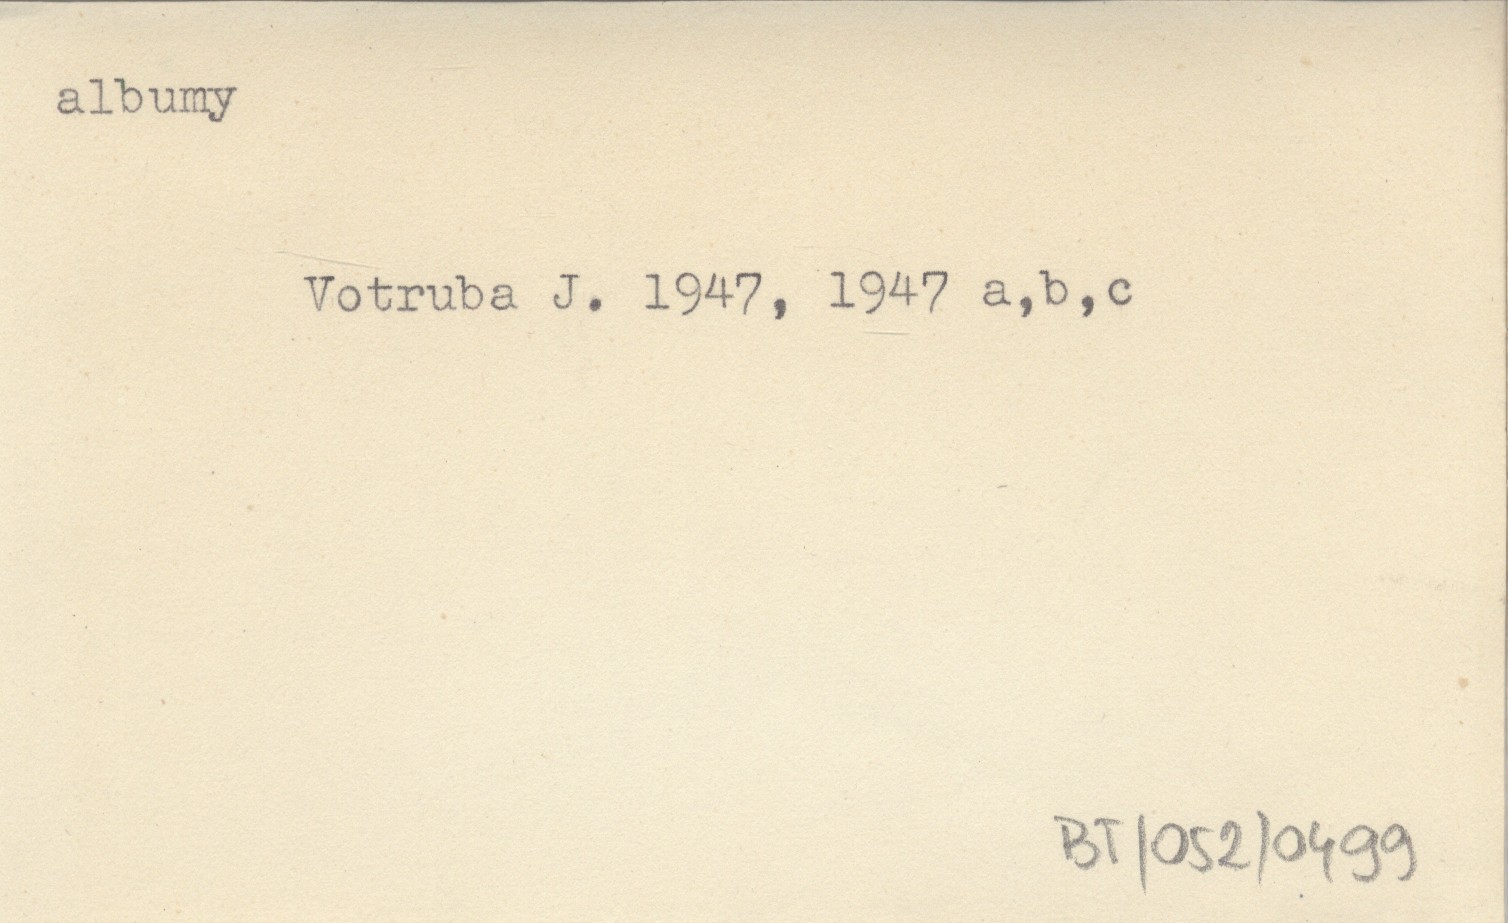 albumy
Votruba J. 1947, 1947 a,b,c
BT/052/0499